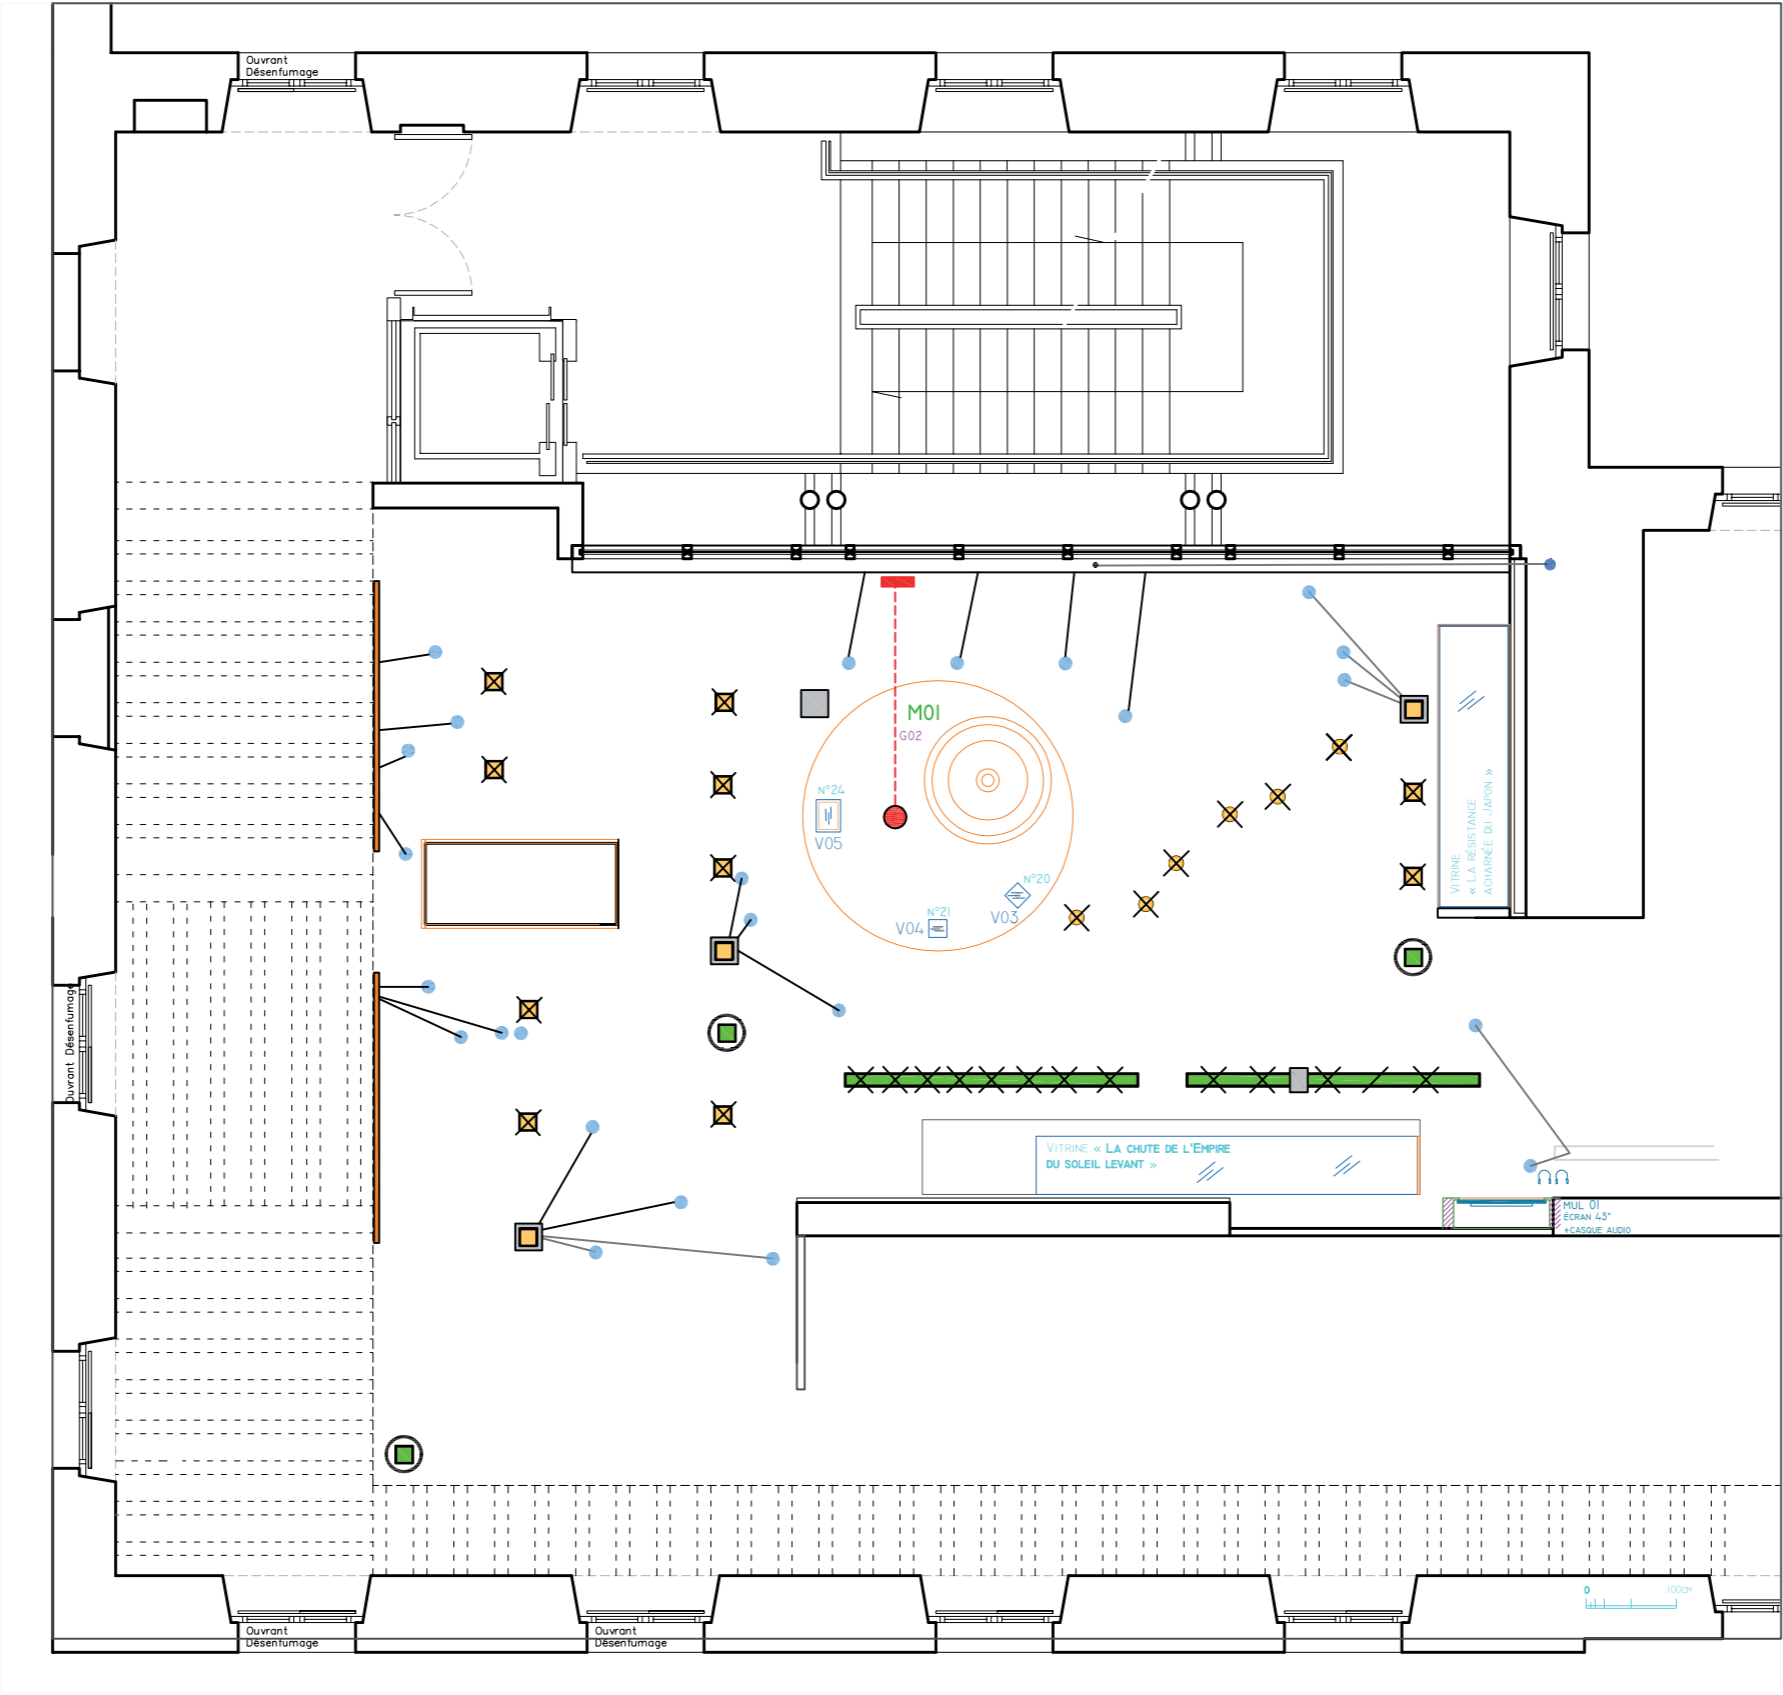 Ouvrant
Désenfumage
M01
G02
N°24
V05
N°20
V03
N°21
V04
VITRINE
« LA RÉSISTANCE
ACHARNÉE DU JAPON »
Ouvrant Désenfumage
VITRINE « LA CHUTE DE L'EMPIRE
DU SOLEIL LEVANT »
MUL 01
ÉCRAN 43"
+CASQUE AUDIO
0 100CM
Ouvrant
Désenfumage
Ouvrant
Désenfumage